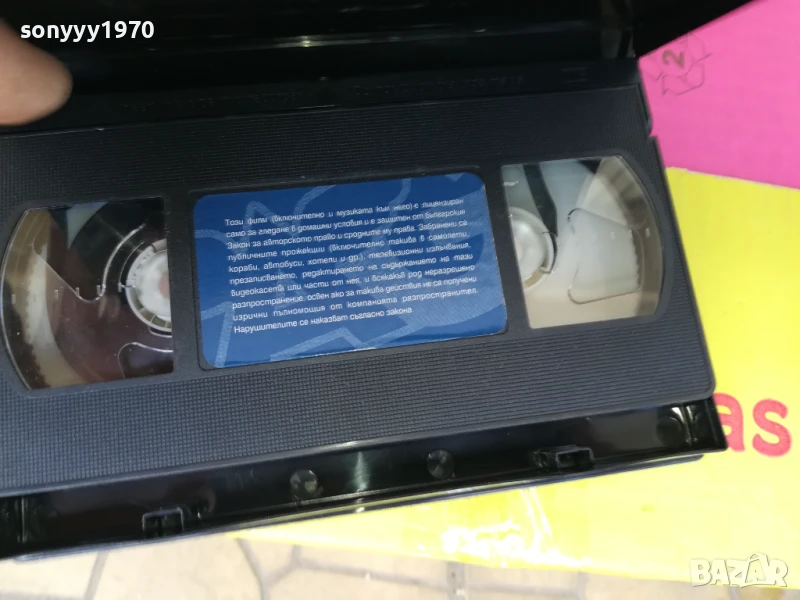 sonyyy1970
2
Този филм (включително и музиката към него) е лицензиран
само за гледане в домашни условия и е защитен от българския
Закон за авторското право и сродните му права. Забранени са
публичните прожекции (включително такива в самолети,
кораби, автобуси, хотели и др.), телевизионни излъчвания,
презаписването, редактирането на съдържанието на тази
видеокасета или части от нея, и всякакъв род неразрешено
разпространение, освен ако за такива действия не са получени
изрични пълномощия от компанията разпространител.
Нарушителите се наказват съгласно закона
as
BAZAR